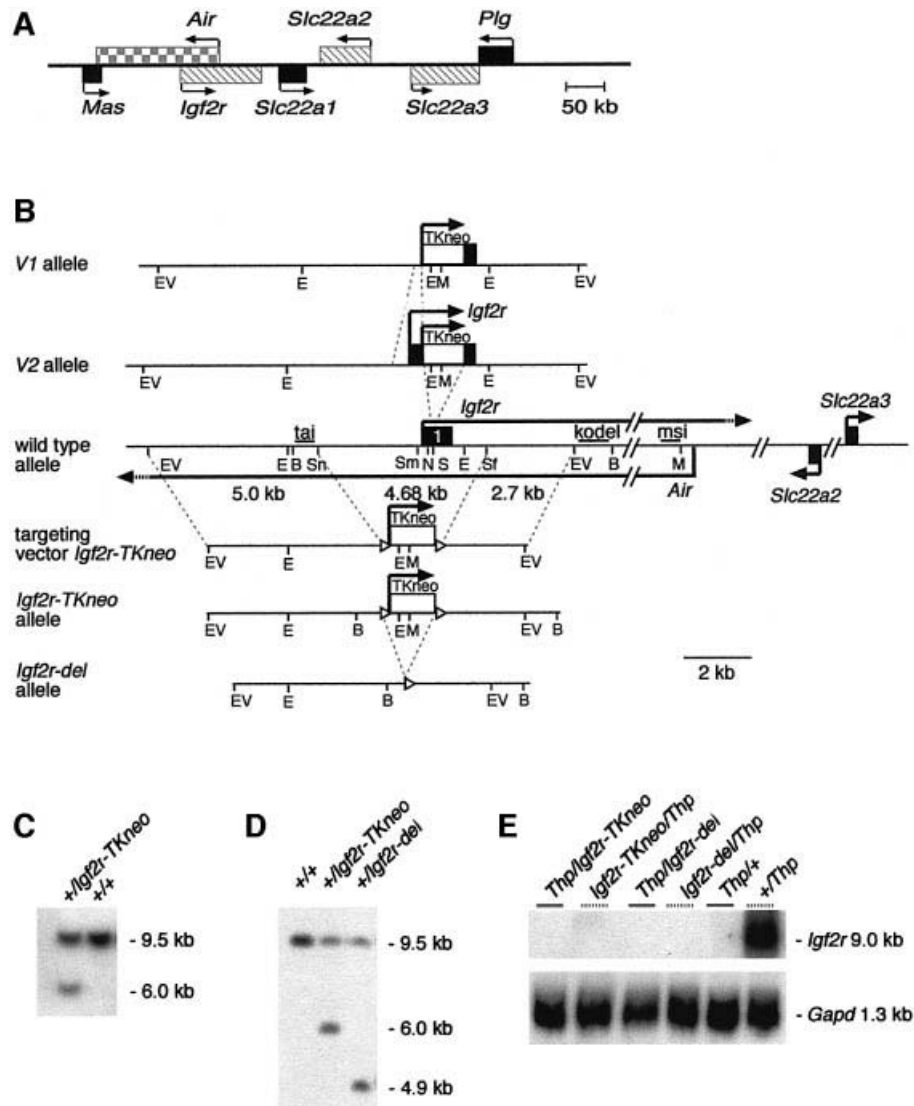 A
Air
Slc22a2
Plg
Mas
Igf2r
Slc22a1
Slc22a3
50 kb
B
V1 allele
TKneo
EV E EM E EV
V2 allele
Igf2r
TKneo
EV E EM E EV
wild type allele
tai
1
Igf2r
kodel
msi
Slc22a3
EV E B Sn Sm N S E Sf EV B M
Air
Slc22a2
5.0 kb 4.68 kb 2.7 kb
targeting
vector Igf2r-TKneo
TKneo
EV E EM EV
Igf2r-TKneo
allele
TKneo
EV E B EM EV B
Igf2r-del
allele
EV E B EV B
2 kb
C
+/Igf2r-TKneo
+/+
- 9.5 kb
- 6.0 kb
D
+/+
+/Igf2r-TKneo
+/Igf2r-del
- 9.5 kb
- 6.0 kb
- 4.9 kb
E
Thp/Igf2r-TKneo
Igf2r-TKneo/Thp
Thp/Igf2r-del
Igf2r-del/Thp
Thp/+
+/Thp
- Igf2r 9.0 kb
- Gapd 1.3 kb